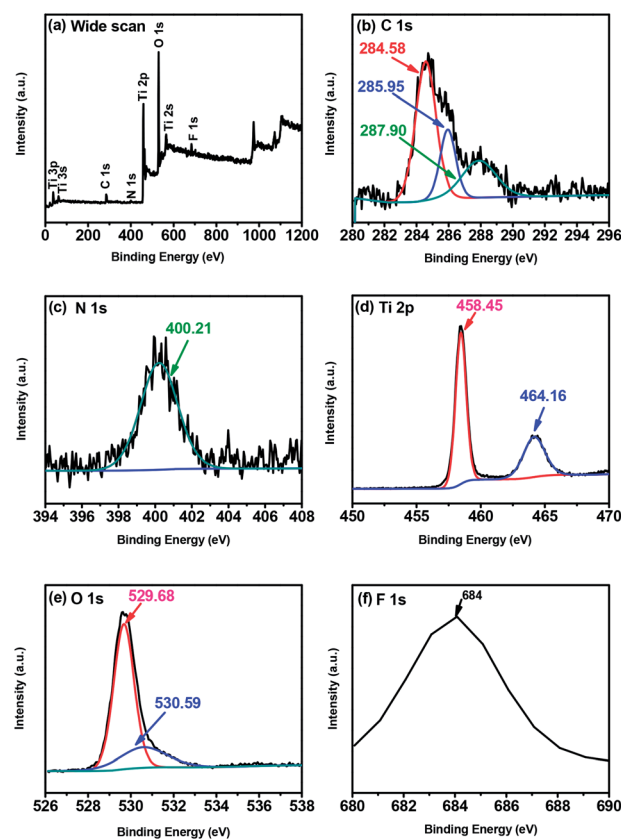 (a) Wide scan
Intensity (a.u.)
Ti 3p
Ti 3s
C 1s
N 1s
Ti 2p
O 1s
Ti 2s
F 1s
0 200 400 600 800 1000 1200
Binding Energy (eV)
(b) C 1s
284.58
285.95
287.90
Intensity (a.u.)
280 282 284 286 288 290 292 294 296
Binding Energy (eV)
(c) N 1s
400.21
Intensity (a.u.)
394 396 398 400 402 404 406 408
Binding Energy (eV)
(d) Ti 2p
458.45
464.16
Intensity (a.u.)
450 455 460 465 470
Binding Energy (eV)
(e) O 1s
529.68
530.59
Intensity (a.u.)
526 528 530 532 534 536 538
Binding Energy (eV)
(f) F 1s
684
Intensity (a.u.)
680 682 684 686 688 690
Binding Energy (eV)